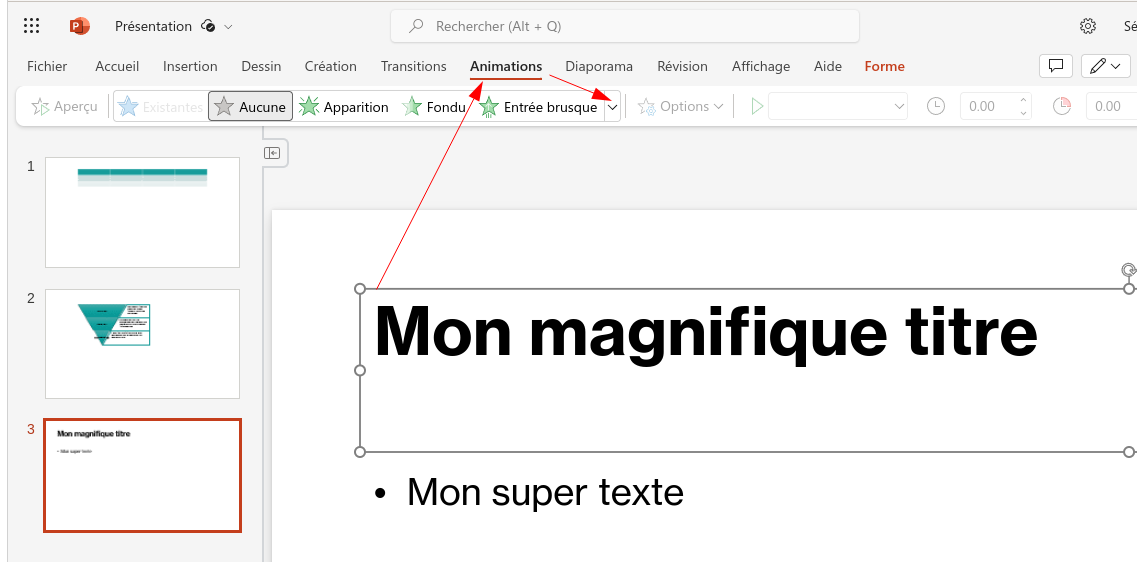 Présentation
Rechercher (Alt + Q)
Fichier Accueil Insertion Dessin Création Transitions Animations Diaporama Révision Affichage Aide Forme
Aperçu Existantes Aucune Apparition Fondu Entrée brusque Options 0.00 0.00
1
2
3
Mon magnifique titre
• Mon super texte
Mon magnifique titre
• Mon super texte